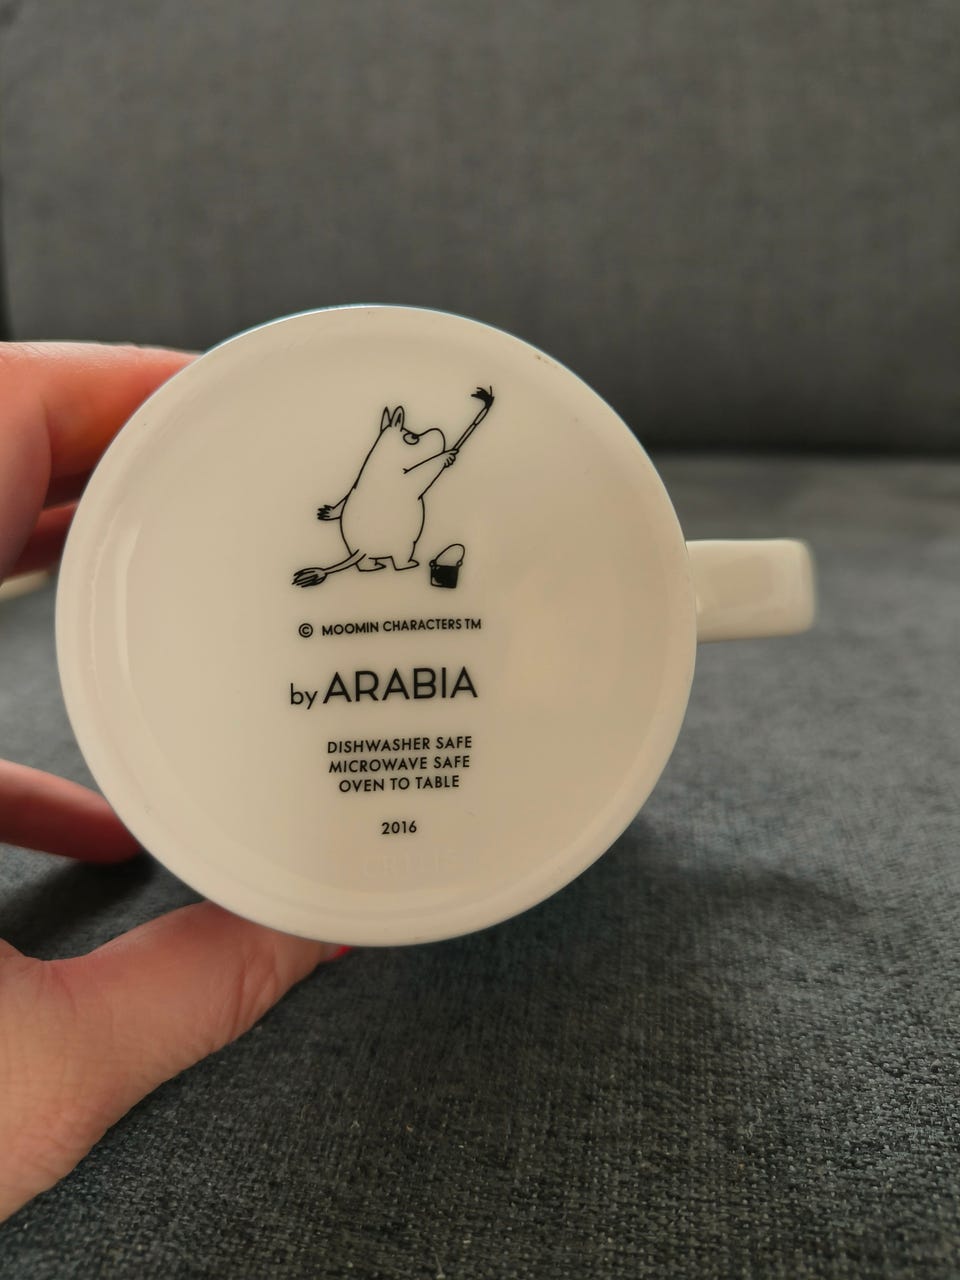 © MOOMIN CHARACTERS TM
by ARABIA
DISHWASHER SAFE
MICROWAVE SAFE
OVEN TO TABLE
2016